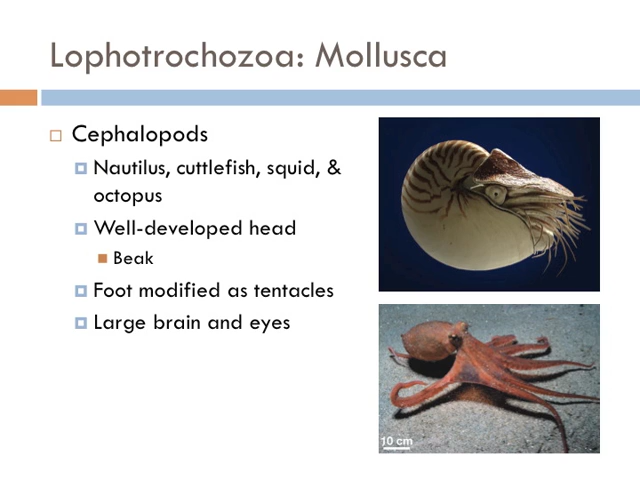 Lophotrochozoa: Mollusca
Cephalopods
Nautilus, cuttlefish, squid, &
octopus
Well-developed head
Beak
Foot modified as tentacles
Large brain and eyes
10 cm